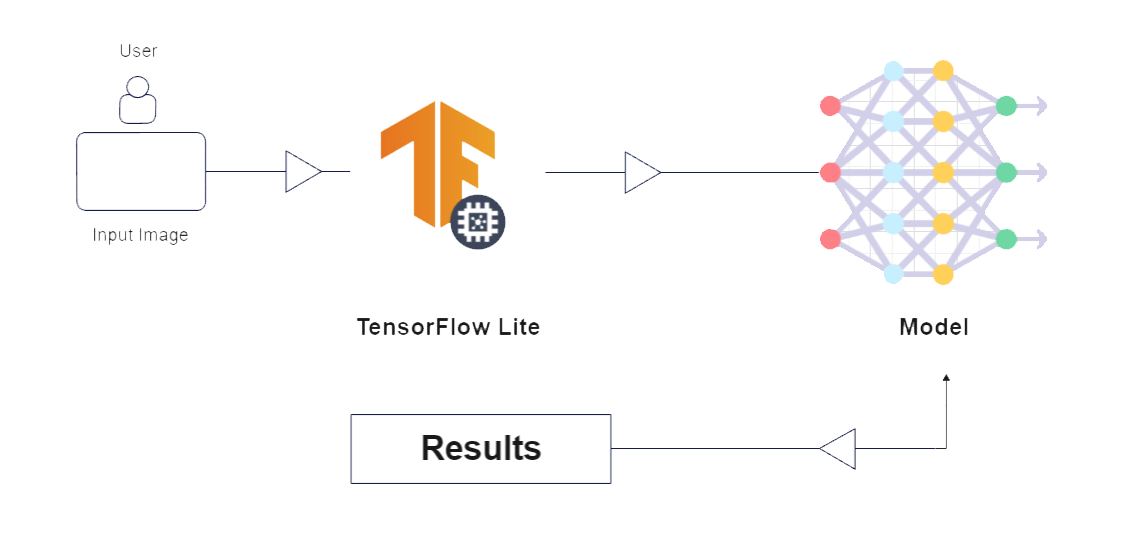 User
Input Image
TensorFlow Lite
Model
Results